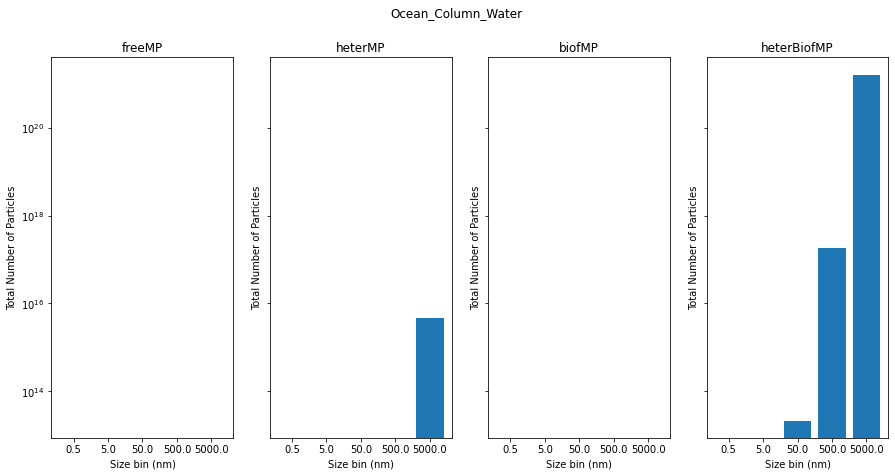 Ocean_Column_Water
freeMP
heterMP
biofMP
heterBiofMP
Total Number of Particles
10^20
10^18
10^16
10^14
0.5 5.0 50.0 500.0 5000.0
Size bin (nm)
Total Number of Particles
0.5 5.0 50.0 500.0 5000.0
Size bin (nm)
Total Number of Particles
0.5 5.0 50.0 500.0 5000.0
Size bin (nm)
Total Number of Particles
0.5 5.0 50.0 500.0 5000.0
Size bin (nm)